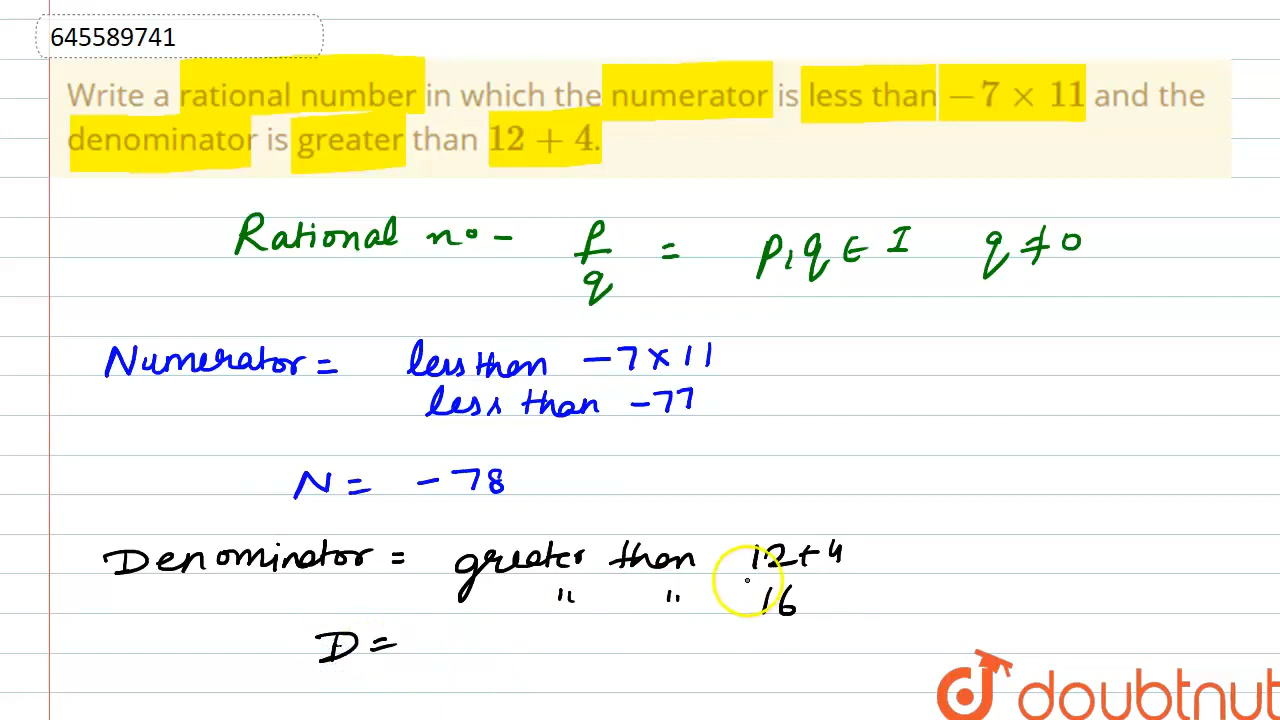 645589741
Write a rational number in which the numerator is less than −7 × 11 and the
denominator is greater than 12 + 4.
Rational no - p/q = p, q ∈ I q ≠ 0
Numerator = less than −7×11
less than −77
N = −78
Denominator = greater than 12+4
" " 16
D =
doubtnut